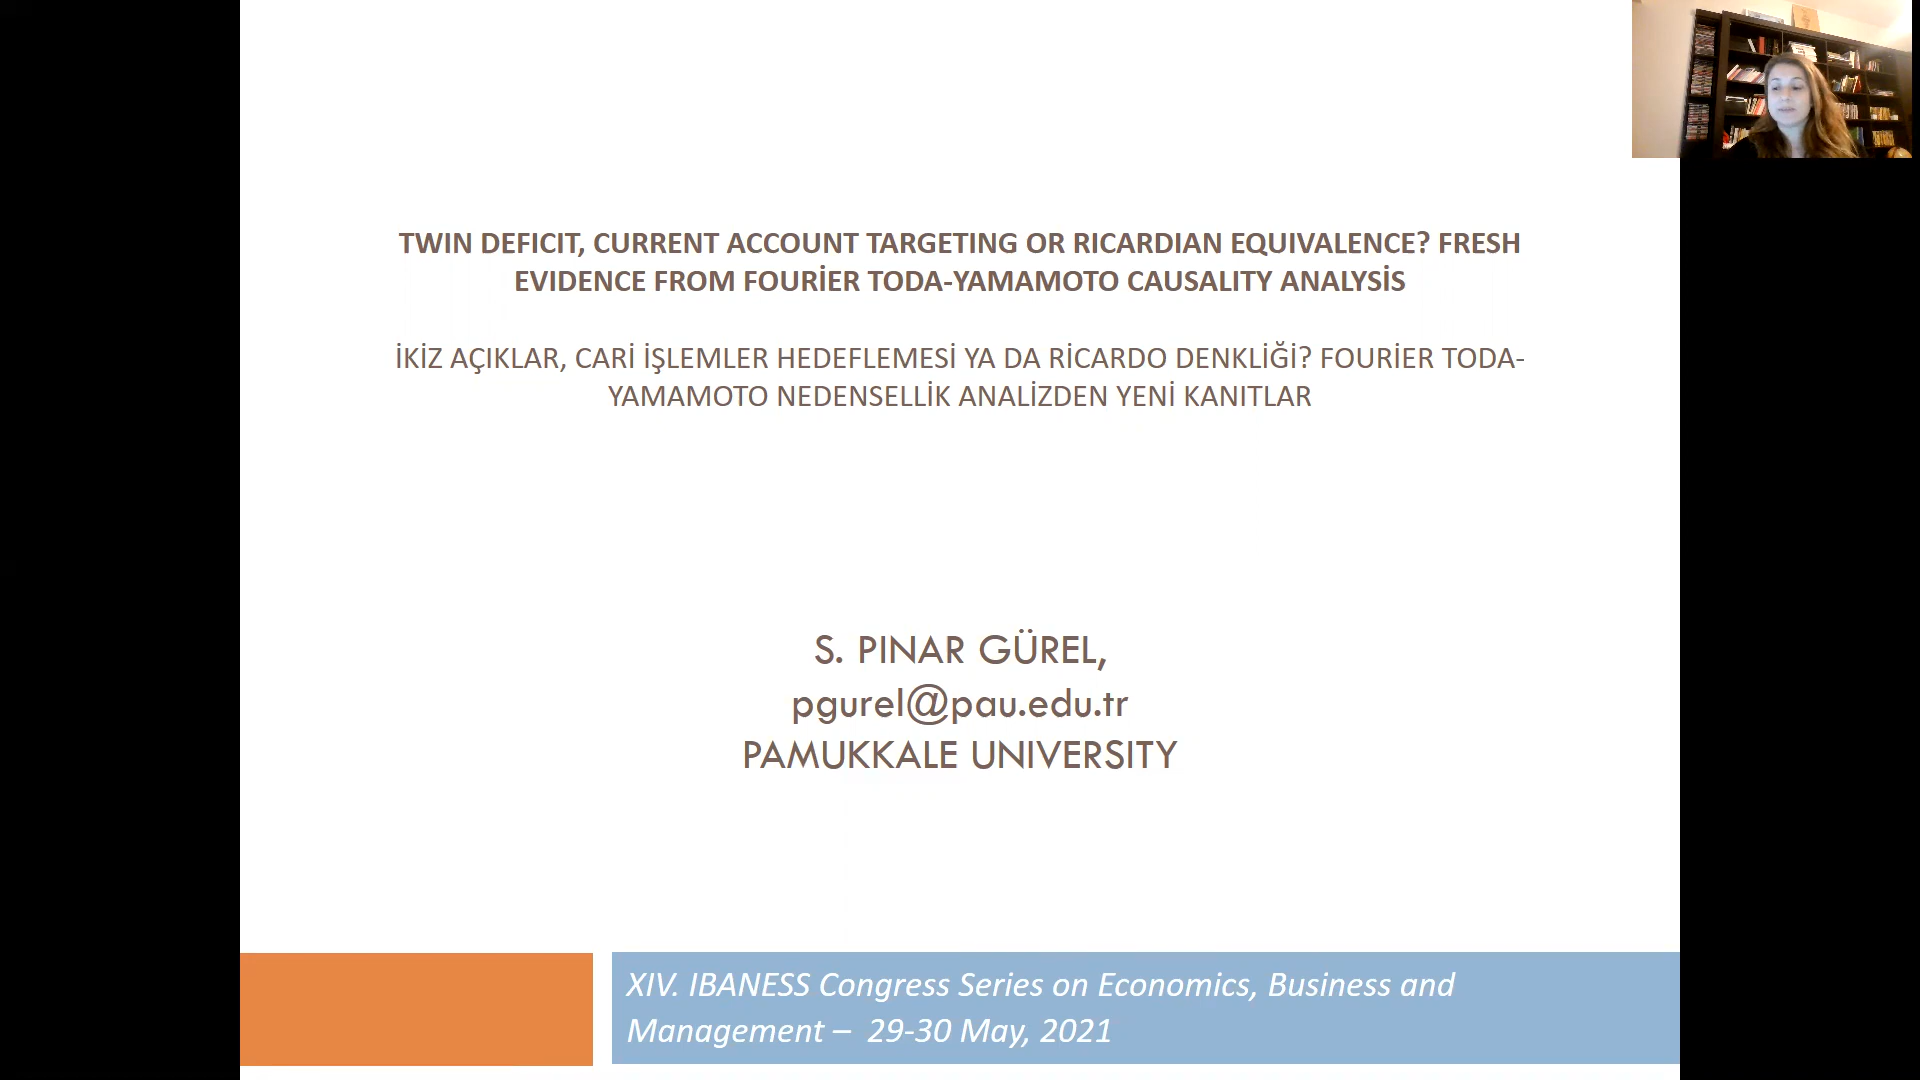 TWIN DEFICIT, CURRENT ACCOUNT TARGETING OR RICARDIAN EQUIVALENCE? FRESH
EVIDENCE FROM FOURİER TODA-YAMAMOTO CAUSALITY ANALYSİS
İKİZ AÇIKLAR, CARİ İŞLEMLER HEDEFLEMESİ YA DA RİCARDO DENKLİĞİ? FOURİER TODA-
YAMAMOTO NEDENSELLİK ANALİZDEN YENİ KANITLAR
S. PINAR GÜREL,
pgurel@pau.edu.tr
PAMUKKALE UNIVERSITY
XIV. IBANESS Congress Series on Economics, Business and
Management – 29-30 May, 2021